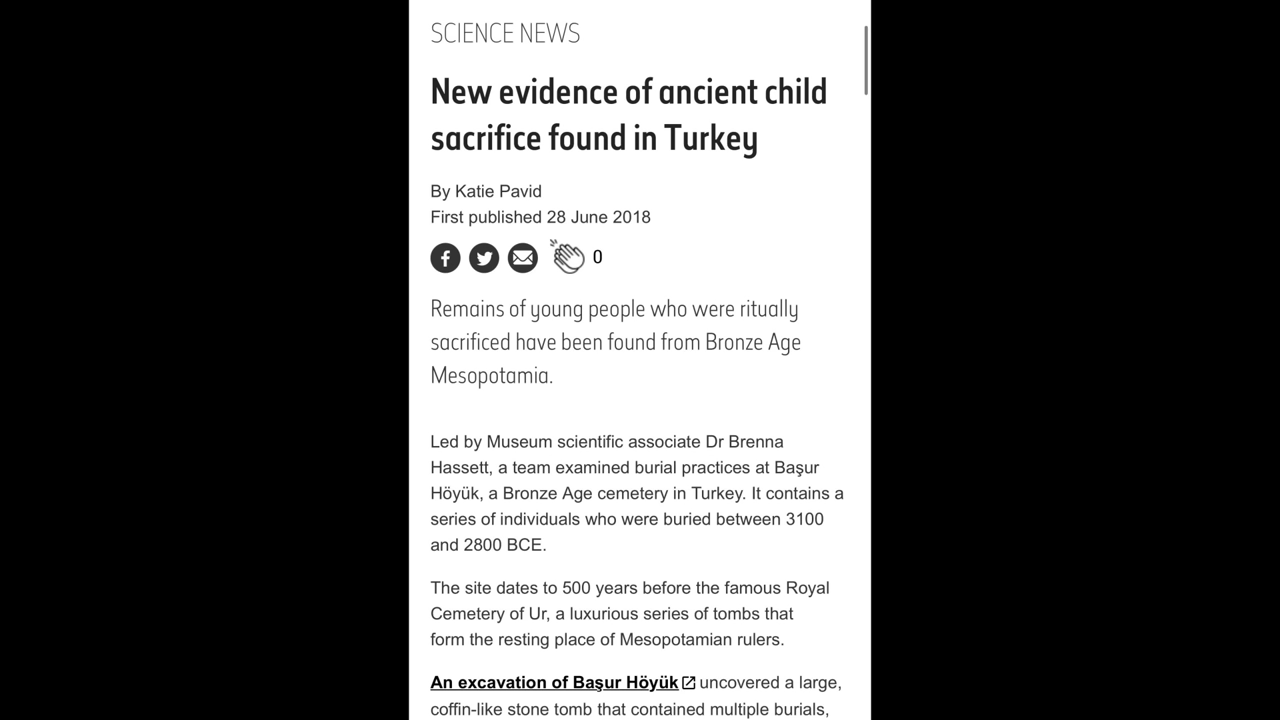 SCIENCE NEWS
New evidence of ancient child
sacrifice found in Turkey
By Katie Pavid
First published 28 June 2018
0
Remains of young people who were ritually
sacrificed have been found from Bronze Age
Mesopotamia.
Led by Museum scientific associate Dr Brenna
Hassett, a team examined burial practices at Başur
Höyük, a Bronze Age cemetery in Turkey. It contains a
series of individuals who were buried between 3100
and 2800 BCE.
The site dates to 500 years before the famous Royal
Cemetery of Ur, a luxurious series of tombs that
form the resting place of Mesopotamian rulers.
An excavation of Başur Höyük uncovered a large,
coffin-like stone tomb that contained multiple burials,